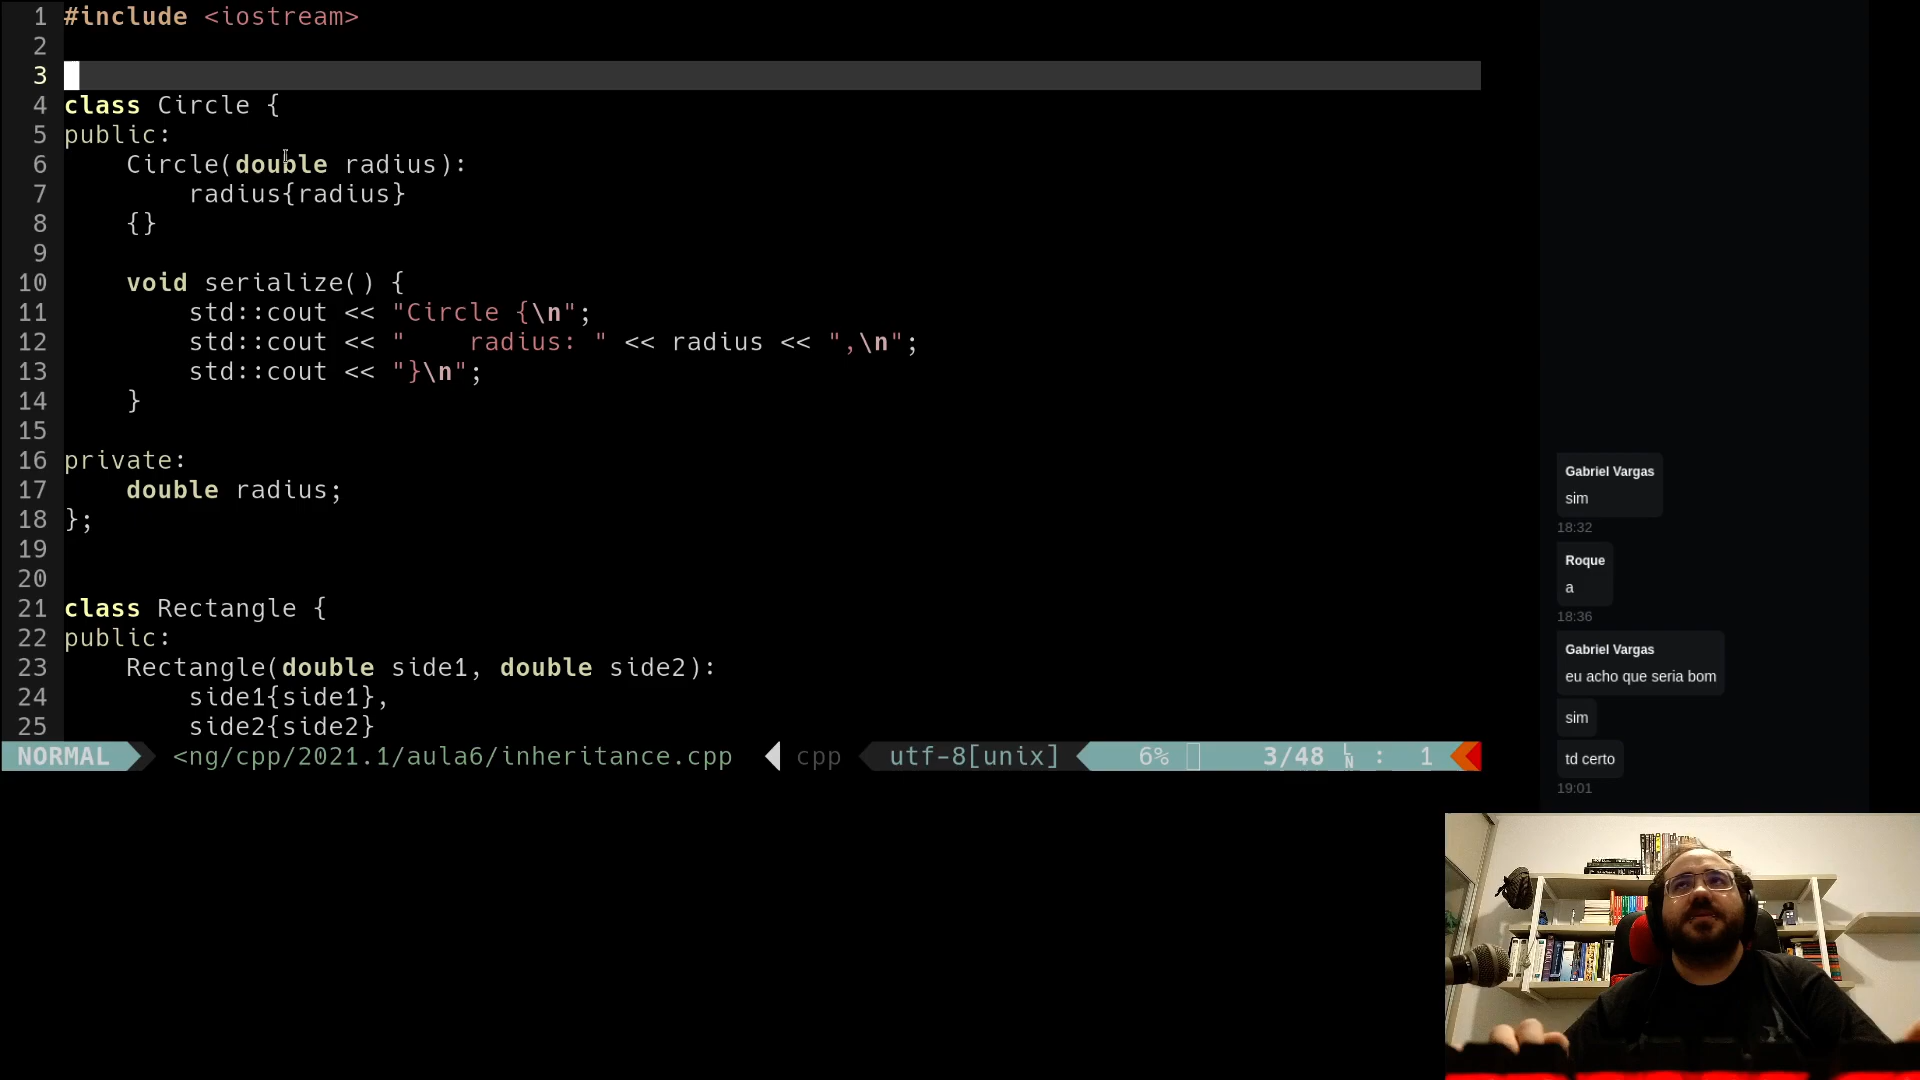 1 #include <iostream>
2
3
4 class Circle {
5 public:
6     Circle(double radius):
7         radius{radius}
8     {}
9
10     void serialize() {
11         std::cout << "Circle {\n";
12         std::cout << "    radius: " << radius << ",\n";
13         std::cout << "}\n";
14     }
15
16 private:
17     double radius;
18 };
19
20
21 class Rectangle {
22 public:
23     Rectangle(double side1, double side2):
24         side1{side1},
25         side2{side2}
NORMAL <ng/cpp/2021.1/aula6/inheritance.cpp cpp utf-8[unix] 6% 3/48 LN : 1
Gabriel Vargas
sim
18:32
Roque
a
18:36
Gabriel Vargas
eu acho que seria bom
sim
td certo
19:01